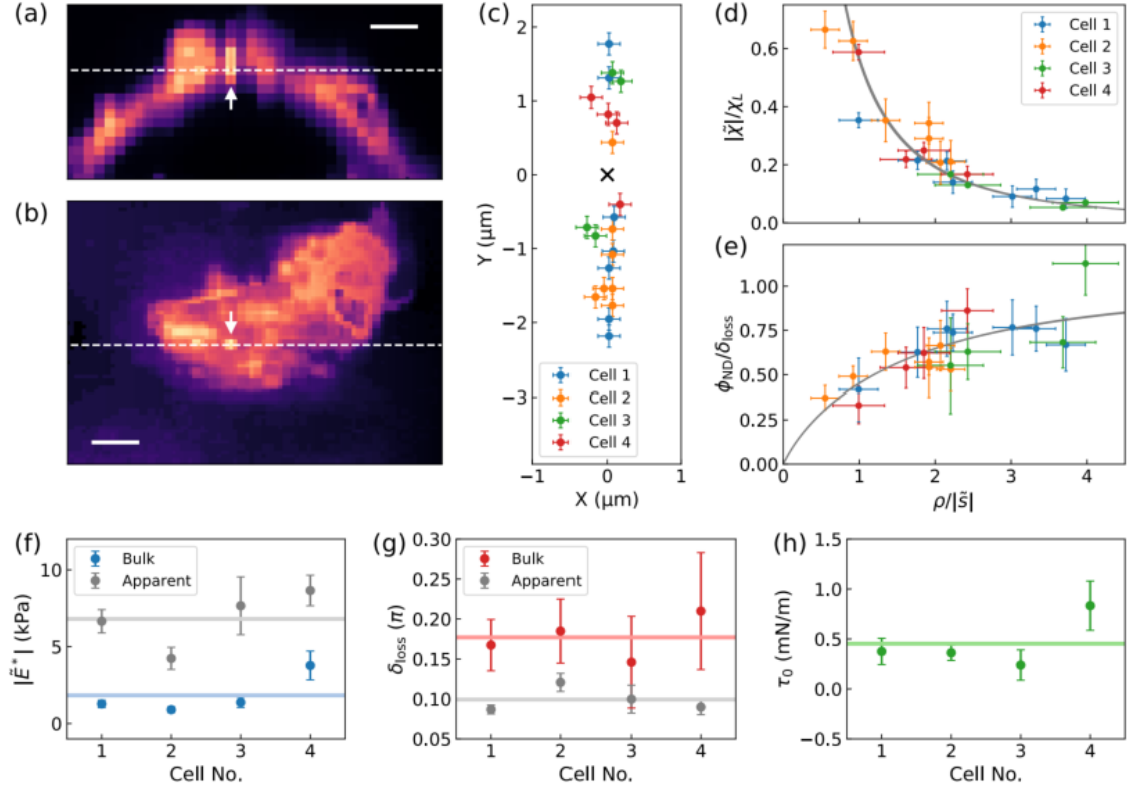 (a)
(b)
(c)
2
1
0
−1
−2
−3
Y (μm)
−1
0
1
X (μm)
Cell 1
Cell 2
Cell 3
Cell 4
(d)
0.6
0.4
0.2
0.0
|χ̃|/χL
Cell 1
Cell 2
Cell 3
Cell 4
(e)
1.00
0.75
0.50
0.25
0.00
ϕND/δloss
0
1
2
3
4
ρ/|s̃|
(f)
10
5
0
|Ẽ*| (kPa)
Bulk
Apparent
1
2
3
4
Cell No.
(g)
0.30
0.25
0.20
0.15
0.10
0.05
δloss (π)
Bulk
Apparent
1
2
3
4
Cell No.
(h)
1.5
1.0
0.5
0.0
−0.5
τ0 (mN/m)
1
2
3
4
Cell No.